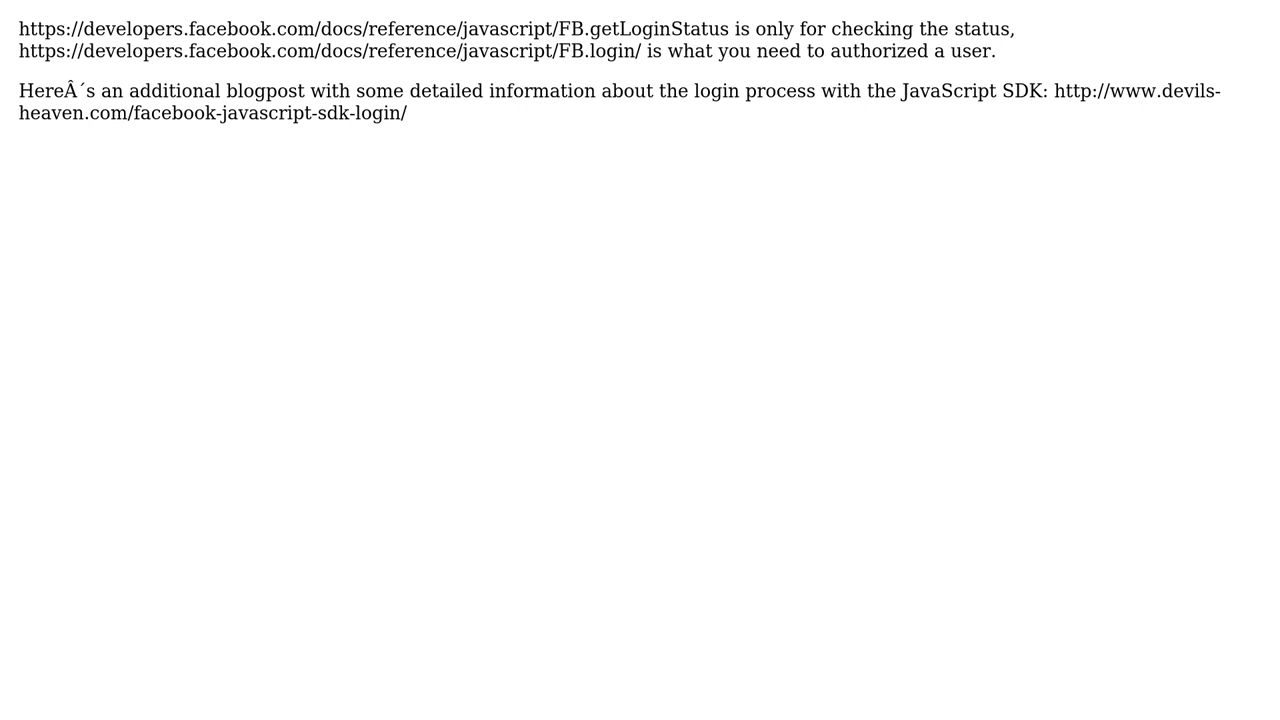 https://developers.facebook.com/docs/reference/javascript/FB.getLoginStatus is only for checking the status,
https://developers.facebook.com/docs/reference/javascript/FB.login/ is what you need to authorized a user.
HereÂ´s an additional blogpost with some detailed information about the login process with the JavaScript SDK: http://www.devils-
heaven.com/facebook-javascript-sdk-login/